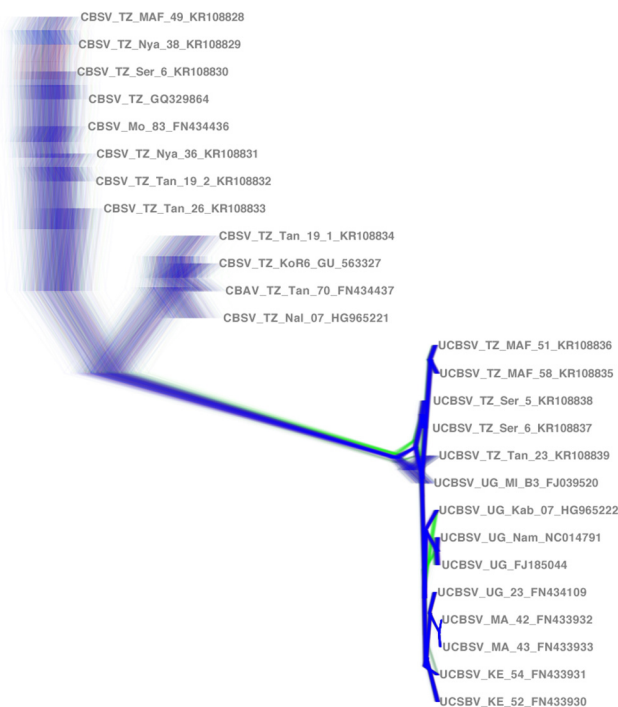 CBSV_TZ_MAF_49_KR108828
CBSV_TZ_Nya_38_KR108829
CBSV_TZ_Ser_6_KR108830
CBSV_TZ_GQ329864
CBSV_Mo_83_FN434436
CBSV_TZ_Nya_36_KR108831
CBSV_TZ_Tan_19_2_KR108832
CBSV_TZ_Tan_26_KR108833
CBSV_TZ_Tan_19_1_KR108834
CBSV_TZ_KoR6_GU_563327
CBAV_TZ_Tan_70_FN434437
CBSV_TZ_Nal_07_HG965221
UCBSV_TZ_MAF_51_KR108836
UCBSV_TZ_MAF_58_KR108835
UCBSV_TZ_Ser_5_KR108838
UCBSV_TZ_Ser_6_KR108837
UCBSV_TZ_Tan_23_KR108839
UCBSV_UG_Ml_B3_FJ039520
UCBSV_UG_Kab_07_HG965222
UCBSV_UG_Nam_NC014791
UCBSV_UG_FJ185044
UCBSV_UG_23_FN434109
UCBSV_MA_42_FN433932
UCBSV_MA_43_FN433933
UCBSV_KE_54_FN433931
UCSBV_KE_52_FN433930